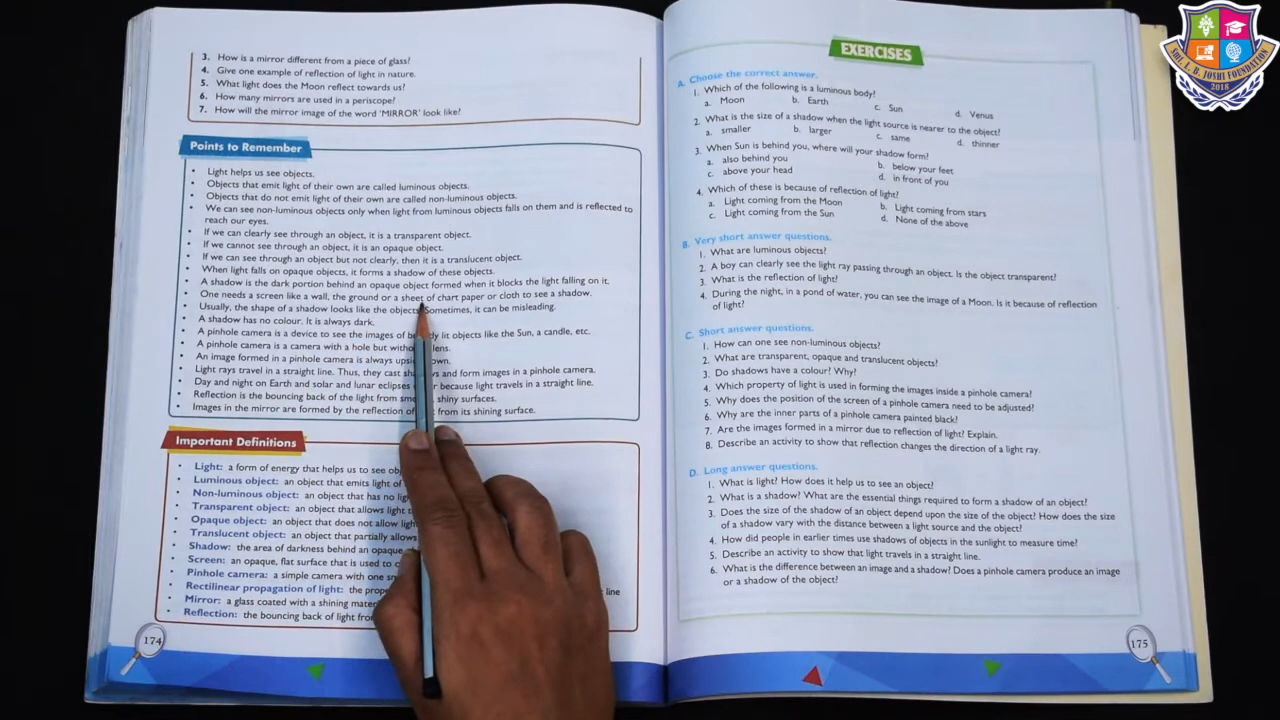 3. How is a mirror different from a piece of glass?
4. Give one example of reflection of light in nature.
5. What light does the Moon reflect towards us?
6. How many mirrors are used in a periscope?
7. How will the mirror image of the word 'MIRROR' look like?
Points to Remember
• Light helps us see objects.
• Objects that emit light of their own are called luminous objects.
• Objects that do not emit light of their own are called non-luminous objects.
• We can see non-luminous objects only when light from luminous objects falls on them and is reflected to
reach our eyes.
• If we can clearly see through an object, it is a transparent object.
• If we cannot see through an object, it is an opaque object.
• If we can see through an object but not clearly, then it is a translucent object.
• When light falls on opaque objects, it forms a shadow of these objects.
• A shadow is the dark portion behind an opaque object formed when it blocks the light falling on it.
• One needs a screen like a wall, the ground or a sheet of chart paper or cloth to see a shadow.
• Usually, the shape of a shadow looks like the objects. Sometimes, it can be misleading.
• A shadow has no colour. It is always dark.
• A pinhole camera is a device to see the images of lit objects like the Sun, a candle, etc.
• A pinhole camera is a camera with a hole but lens.
• An image formed in a pinhole camera is always
• Light rays travel in a straight line. Thus, they cast and form images in a pinhole camera.
• Day and night on Earth and solar and lunar eclipses because light travels in a straight line.
• Reflection is the bouncing back of the light from shiny surfaces.
• Images in the mirror are formed by the reflection of from its shining surface.
Important Definitions
• Light: a form of energy that helps us to see
• Luminous object: an object that emits light of
• Non-luminous object: an object that has no
• Transparent object: an object that allows
• Opaque object: an object that does not allow
• Translucent object: an object that partially allows
• Shadow: the area of darkness behind an opaque
• Screen: an opaque, flat surface that is used to
• Pinhole camera: a simple camera with one
• Rectilinear propagation of light: the line
• Mirror: a glass coated with a shining
• Reflection: the bouncing back of light
174
EXERCISES
A. Choose the correct answer.
1. Which of the following is a luminous body?
a. Moon b. Earth c. Sun d. Venus
2. What is the size of a shadow when the light source is nearer to the object?
a. smaller b. larger c. same d. thinner
3. When Sun is behind you, where will your shadow form?
a. also behind you b. below your feet
c. above your head d. in front of you
4. Which of these is because of reflection of light?
a. Light coming from the Moon b. Light coming from stars
c. Light coming from the Sun d. None of the above
B. Very short answer questions.
1. What are luminous objects?
2. A boy can clearly see the light ray passing through an object. Is the object transparent?
3. What is the reflection of light?
4. During the night, in a pond of water, you can see the image of a Moon. Is it because of reflection
of light?
C. Short answer questions.
1. How can one see non-luminous objects?
2. What are transparent, opaque and translucent objects?
3. Do shadows have a colour? Why?
4. Which property of light is used in forming the images inside a pinhole camera?
5. Why does the position of the screen of a pinhole camera need to be adjusted?
6. Why are the inner parts of a pinhole camera painted black?
7. Are the images formed in a mirror due to reflection of light? Explain.
8. Describe an activity to show that reflection changes the direction of a light ray.
D. Long answer questions.
1. What is light? How does it help us to see an object?
2. What is a shadow? What are the essential things required to form a shadow of an object?
3. Does the size of the shadow of an object depend upon the size of the object? How does the size
of a shadow vary with the distance between a light source and the object?
4. How did people in earlier times use shadows of objects in the sunlight to measure time?
5. Describe an activity to show that light travels in a straight line.
6. What is the difference between an image and a shadow? Does a pinhole camera produce an image
or a shadow of the object?
175
SHRI. L. B. JOSHI FOUNDATION
2018